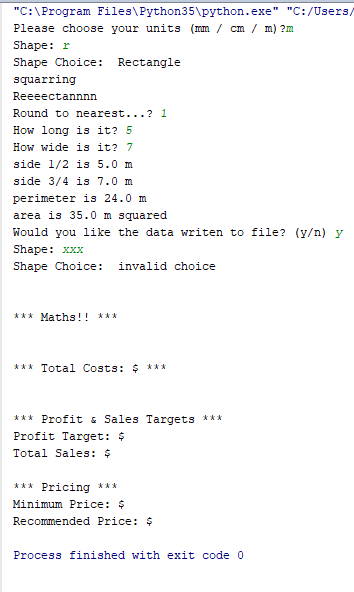 "C:\Program Files\Python35\python.exe" "C:/Users/
Please choose your units (mm / cm / m)?m
Shape: r
Shape Choice:  Rectangle
squarring
Reeeectannnn
Round to nearest...? 1
How long is it? 5
How wide is it? 7
side 1/2 is 5.0 m
side 3/4 is 7.0 m
perimeter is 24.0 m
area is 35.0 m squared
Would you like the data writen to file? (y/n) y
Shape: xxx
Shape Choice:  invalid choice
*** Maths!! ***
*** Total Costs: $ ***
*** Profit & Sales Targets ***
Profit Target: $
Total Sales: $
*** Pricing ***
Minimum Price: $
Recommended Price: $
Process finished with exit code 0